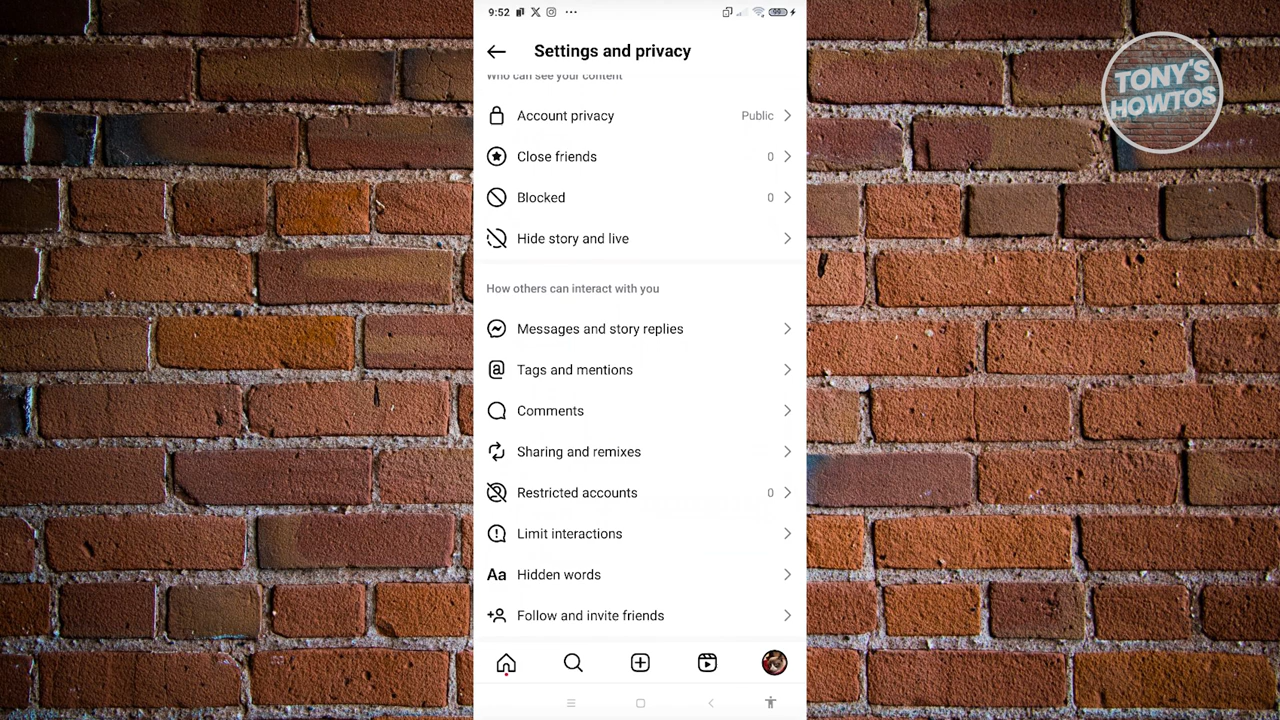 9:52
99
Settings and privacy
Who can see your content
Account privacy Public
Close friends 0
Blocked 0
Hide story and live
How others can interact with you
Messages and story replies
Tags and mentions
Comments
Sharing and remixes
Restricted accounts 0
Limit interactions
Aa Hidden words
Follow and invite friends
TONY'S
HOWTOS